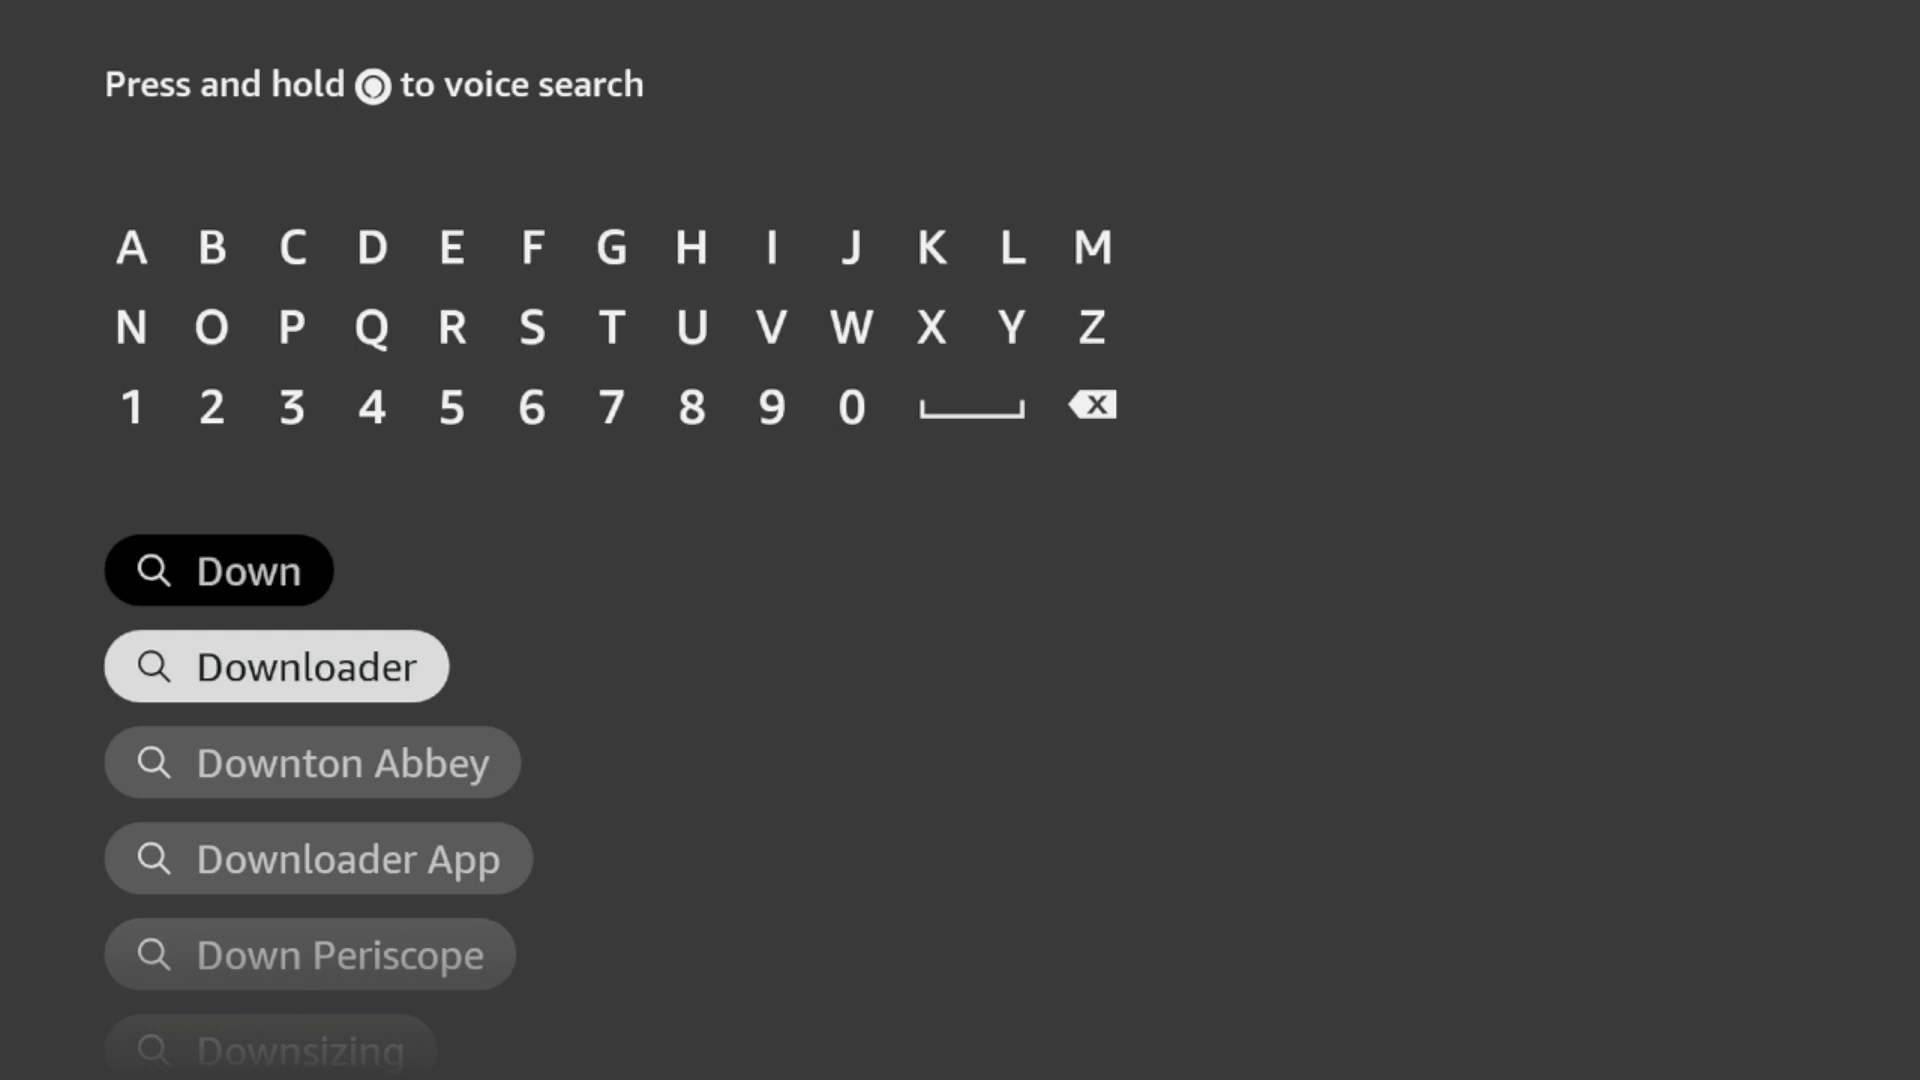 Press and hold to voice search
A B C D E F G H I J K L M
N O P Q R S T U V W X Y Z
1 2 3 4 5 6 7 8 9 0
Down
Downloader
Downton Abbey
Downloader App
Down Periscope
Downsizing